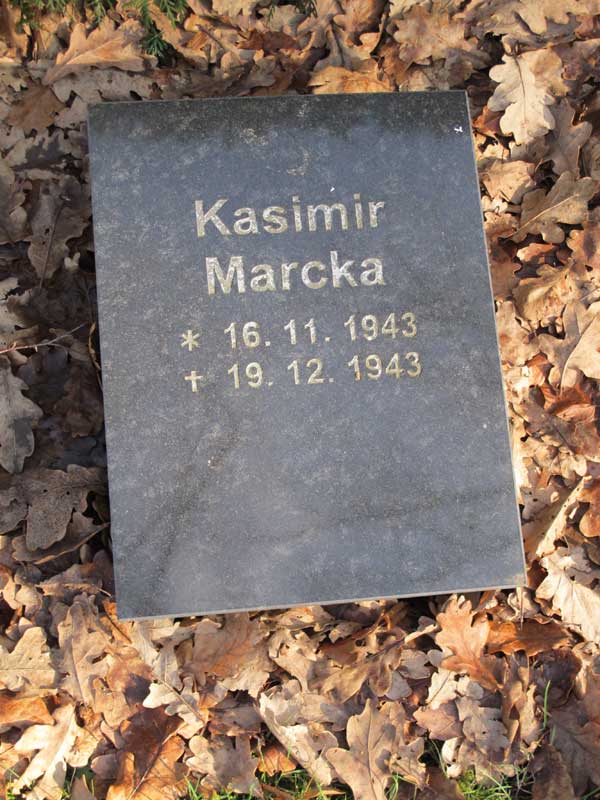 Kasimir
Marcka
* 16. 11. 1943
✝ 19. 12. 1943